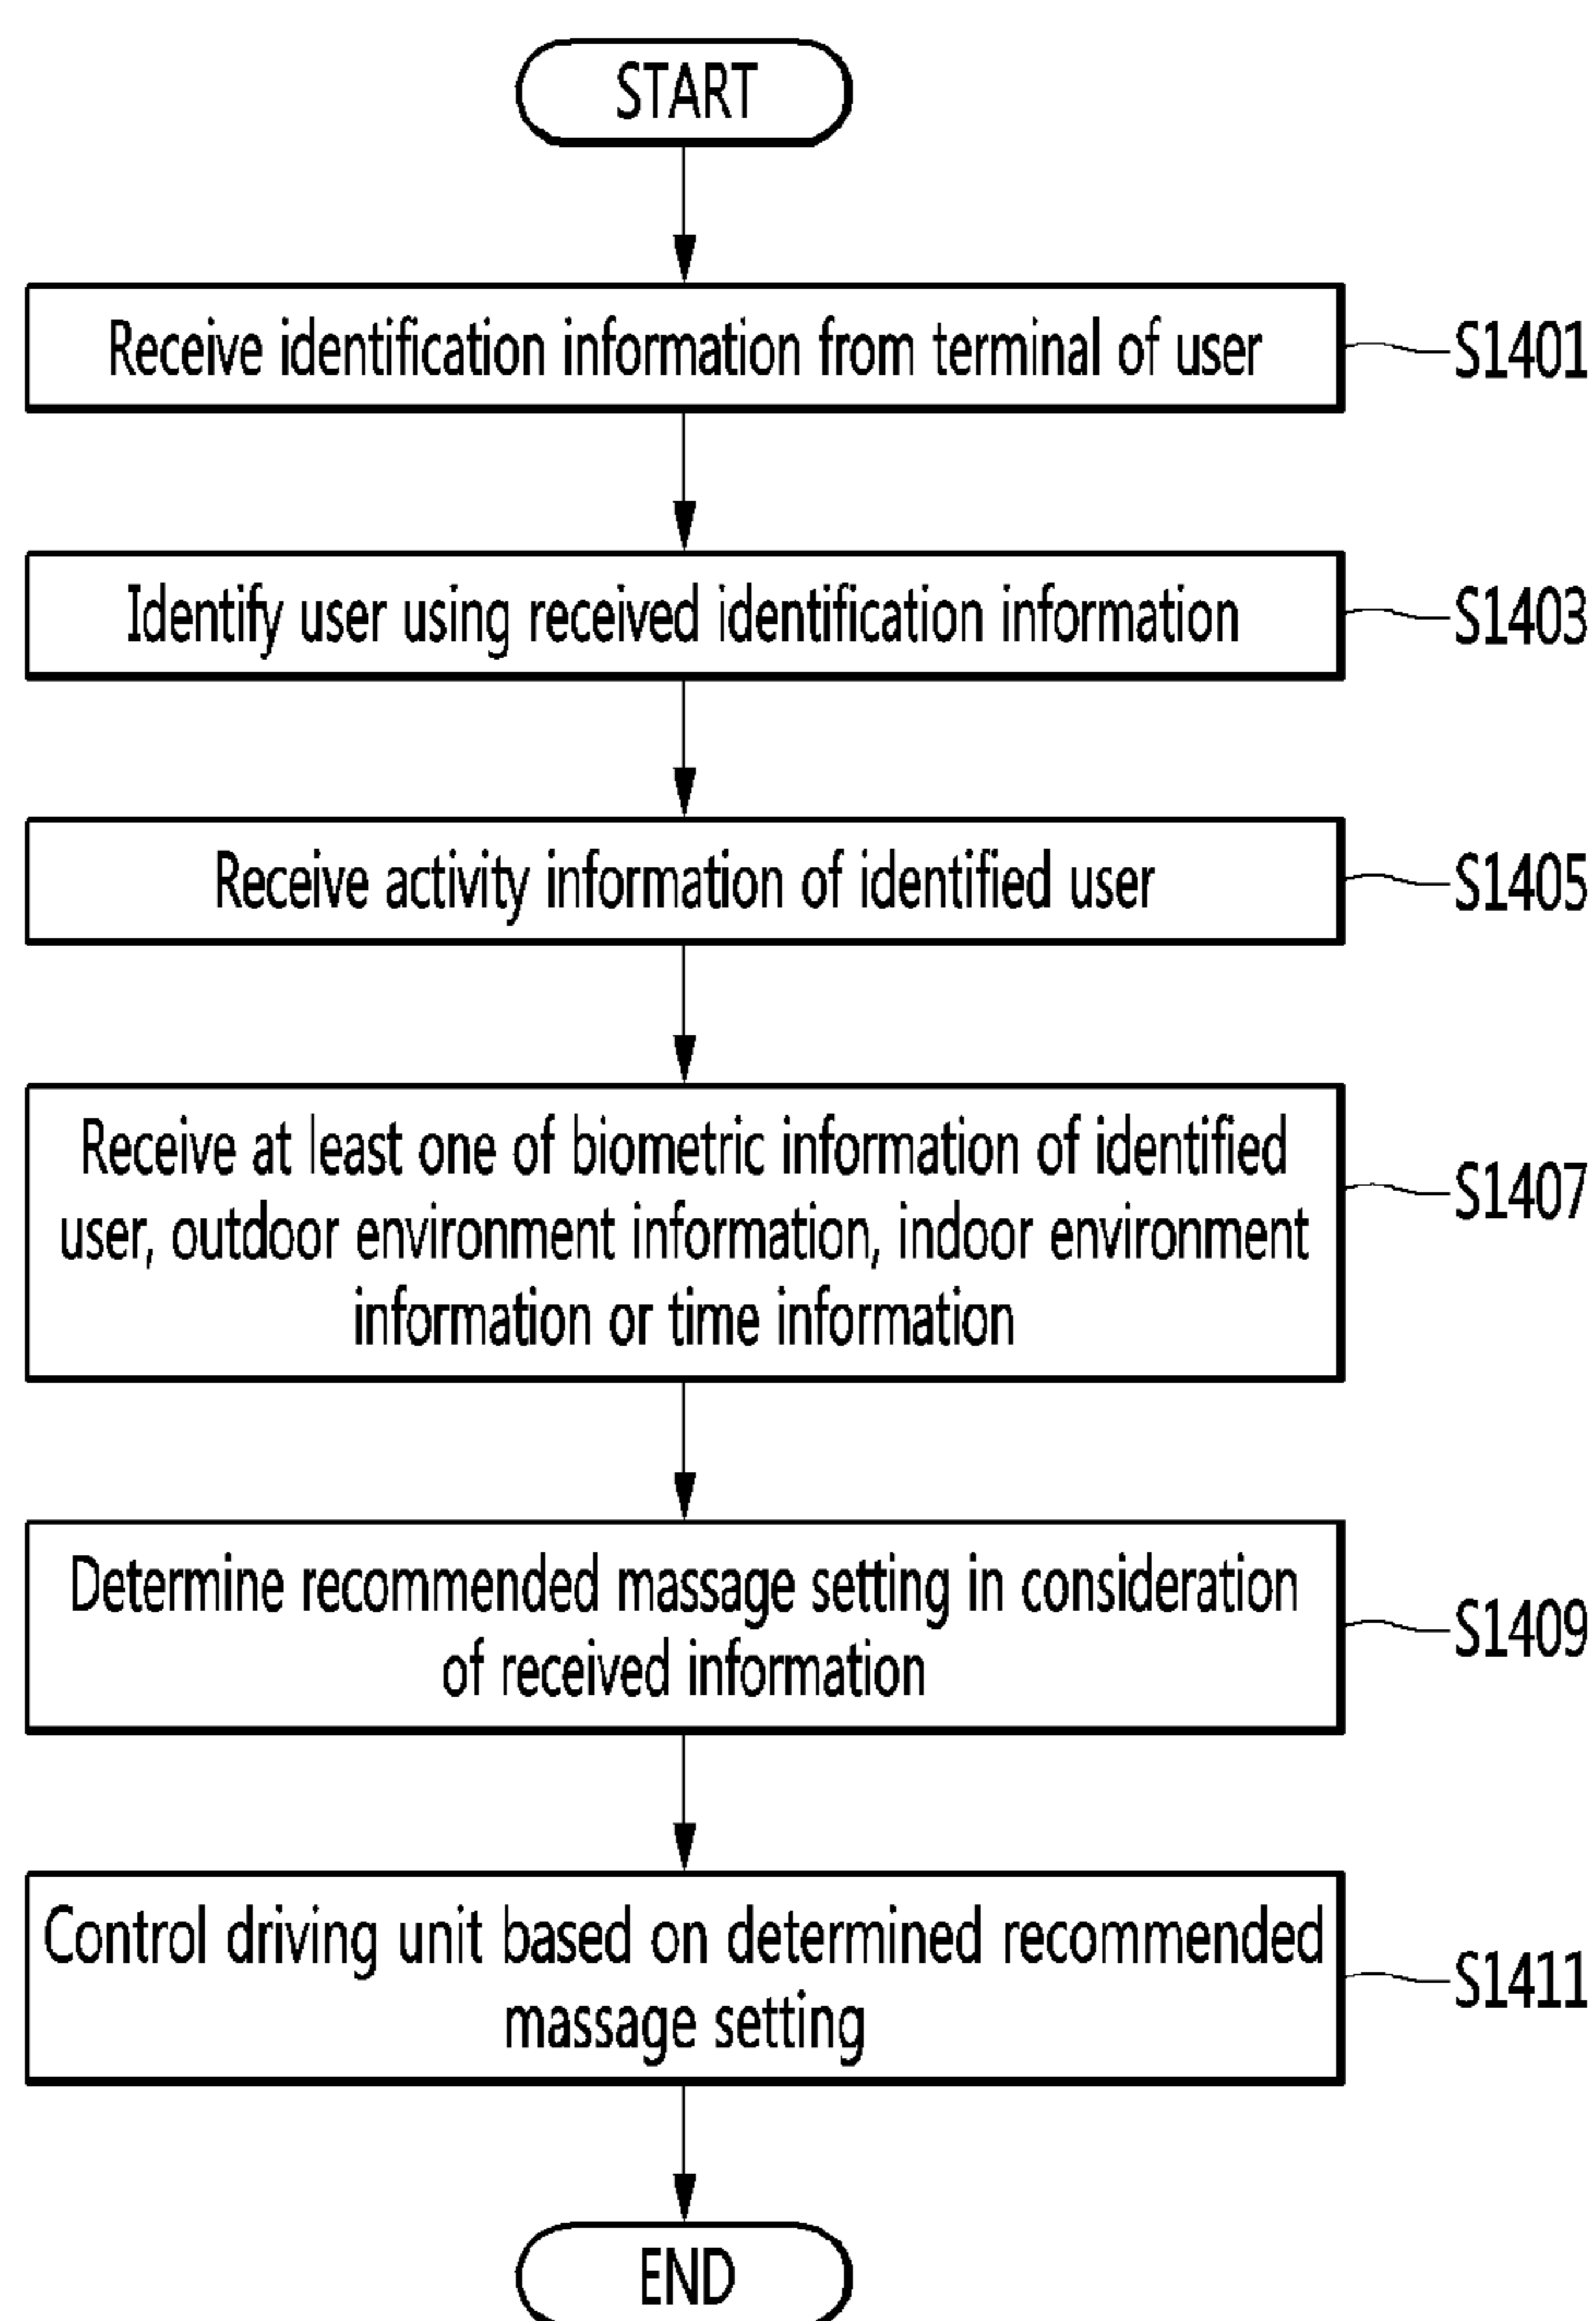 START
Receive identification information from terminal of user
S1401
Identify user using received identification information
S1403
Receive activity information of identified user
S1405
Receive at least one of biometric information of identified
user, outdoor environment information, indoor environment
information or time information
S1407
Determine recommended massage setting in consideration
of received information
S1409
Control driving unit based on determined recommended
massage setting
S1411
END